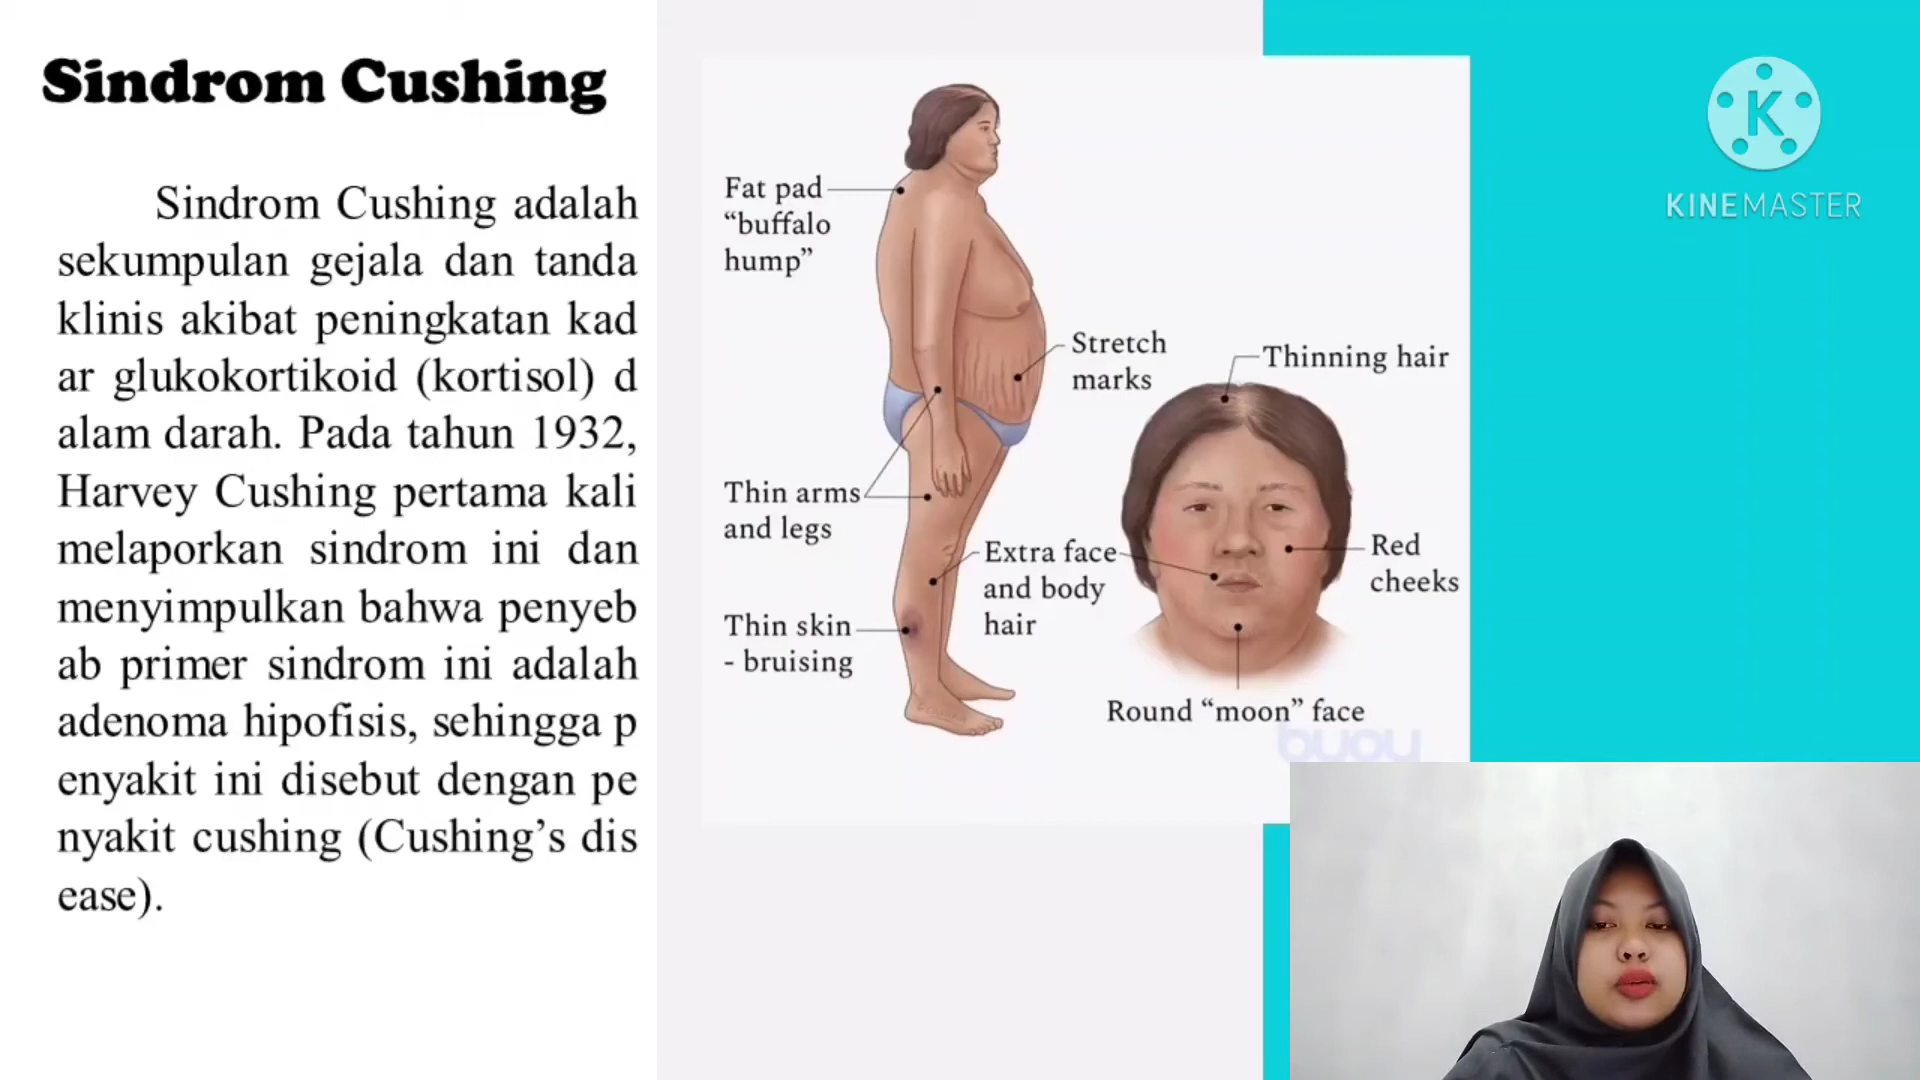 Sindrom Cushing
Sindrom Cushing adalah
sekumpulan gejala dan tanda
klinis akibat peningkatan kad
ar glukokortikoid (kortisol) d
alam darah. Pada tahun 1932,
Harvey Cushing pertama kali
melaporkan sindrom ini dan
menyimpulkan bahwa penyeb
ab primer sindrom ini adalah
adenoma hipofisis, sehingga p
enyakit ini disebut dengan pe
nyakit cushing (Cushing’s dis
ease).
Fat pad
“buffalo
hump”
Stretch
marks
Thin arms
and legs
Extra face
and body
hair
Thin skin
- bruising
Thinning hair
Red
cheeks
Round “moon” face
buoy
K
KINEMASTER